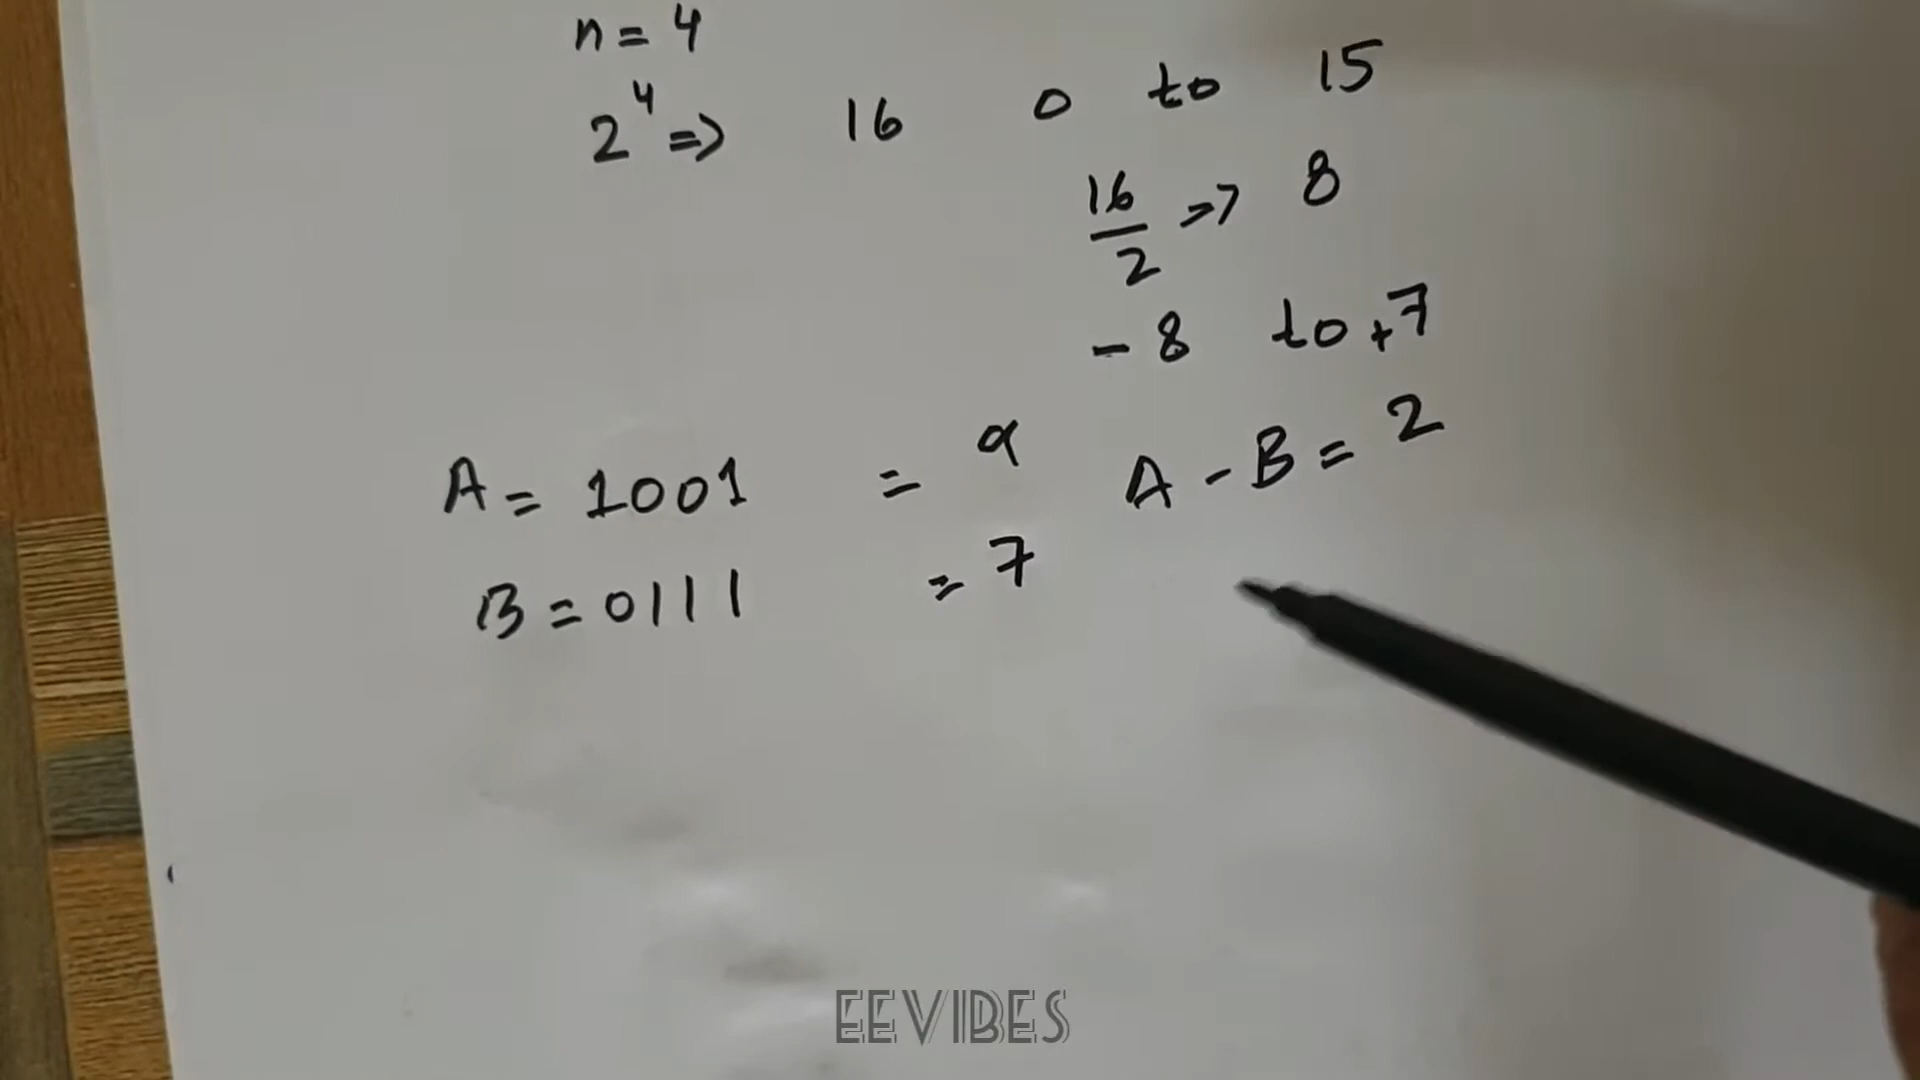 n = 4
2⁴ => 16 0 to 15
16/2 => 8
- 8 to +7
A = 1001 = 9 A - B = 2
B = 0111 = 7
EEVIBES